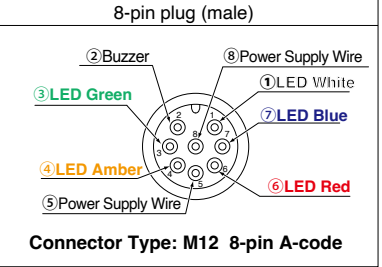 8-pin plug (male)
②Buzzer
⑧Power Supply Wire
①LED White
③LED Green
⑦LED Blue
2
1
8
3
7
4
6
5
④LED Amber
⑥LED Red
⑤Power Supply Wire
Connector Type: M12 8-pin A-code